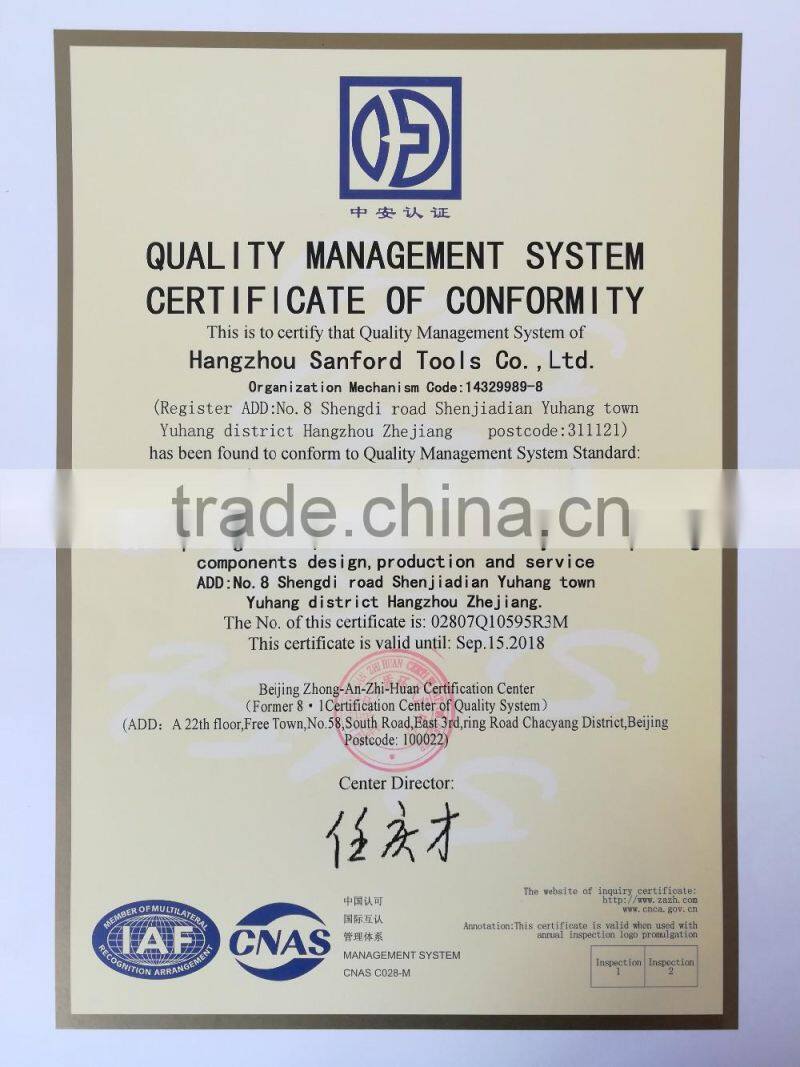 中安认证
QUALITY MANAGEMENT SYSTEM
CERTIFICATE OF CONFORMITY
This is to certify that Quality Management System of
Hangzhou Sanford Tools Co.,Ltd.
Organization Mechanism Code:14329989-8
(Register ADD:No.8 Shengdi road Shenjiadian Yuhang town
Yuhang district Hangzhou Zhejiang postcode:311121)
has been found to conform to Quality Management System Standard:
trade.china.cn
components design,production and service
ADD:No.8 Shengdi road Shenjiadian Yuhang town
Yuhang district Hangzhou Zhejiang.
The No. of this certificate is: 02807Q10595R3M
This certificate is valid until: Sep.15.2018
Beijing Zhong-An-Zhi-Huan Certification Center
(Former 8·1Certification Center of Quality System)
(ADD: A 22th floor,Free Town,No.58,South Road,East 3rd,ring Road Chacyang District,Beijing
Postcode: 100022)
Center Director:
任庆才
The website of inquiry certificate:
http://www.zazh.com
www.cnca.gov.cn
Annotation:This certificate is valid when used with
annual inspection logo promulgation
Inspection 1
Inspection 2
MEMBER OF MULTILATERAL
IAF
RECOGNITION ARRANGEMENT
CNAS
中国认可
国际互认
管理体系
MANAGEMENT SYSTEM
CNAS C028-M